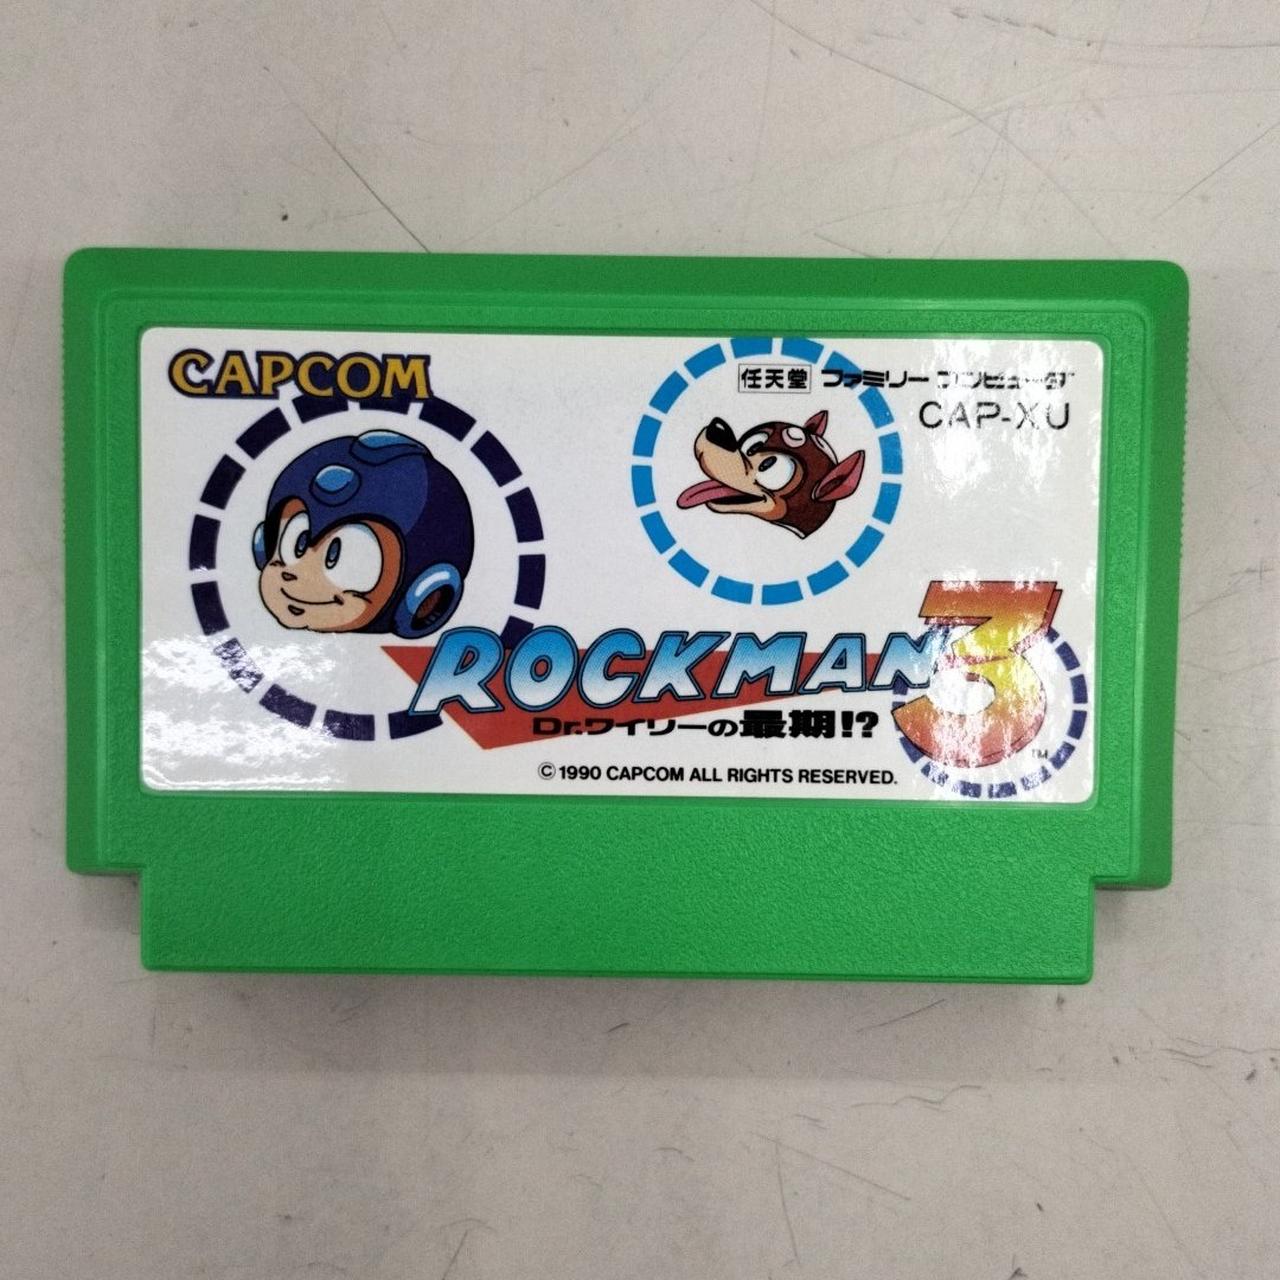 CAPCOM
任天堂 ファミリーコンピュータ
CAP-XU
ROCKMAN 3
TM
Dr.ワイリーの最期!?
© 1990 CAPCOM ALL RIGHTS RESERVED.